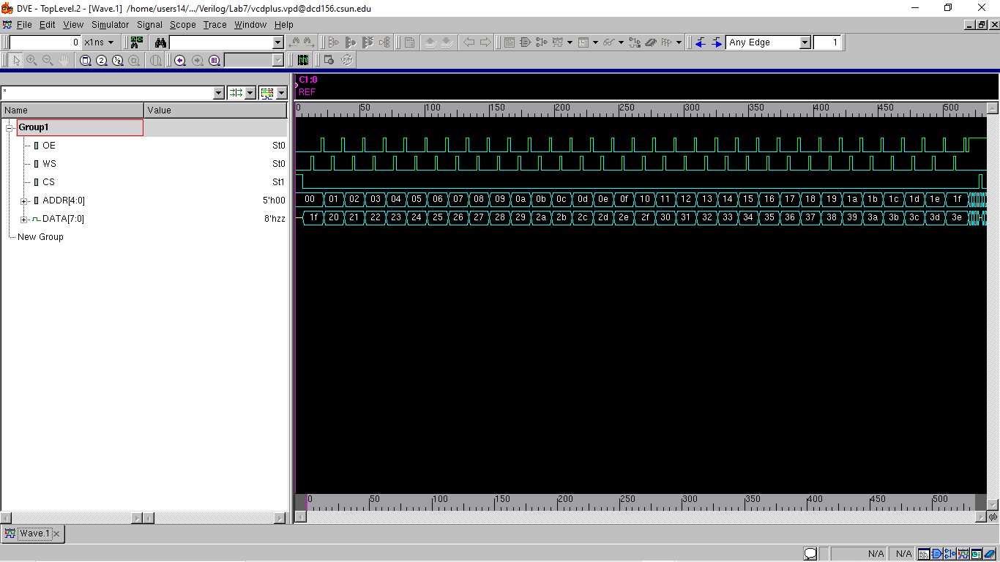 DVE - TopLevel.2 - [Wave.1] /home/users14/.../Verilog/Lab7/vcdplus.vpd@dcd156.csun.edu
File Edit View Simulator Signal Scope Trace Window Help
0 x1ns Any Edge 1
2 ½
C1:0
REF
*
Name Value
0 50 100 150 200 250 300 350 400 450 500
Group1
OE St0
WS St0
CS St1
ADDR[4:0] 5'h00 00 01 02 03 04 05 06 07 08 09 0a 0b 0c 0d 0e 0f 10 11 12 13 14 15 16 17 18 19 1a 1b 1c 1d 1e 1f
DATA[7:0] 8'hzz 1f 20 21 22 23 24 25 26 27 28 29 2a 2b 2c 2d 2e 2f 30 31 32 33 34 35 36 37 38 39 3a 3b 3c 3d 3e
New Group
0 50 100 150 200 250 300 350 400 450 500
Wave.1
N/A N/A